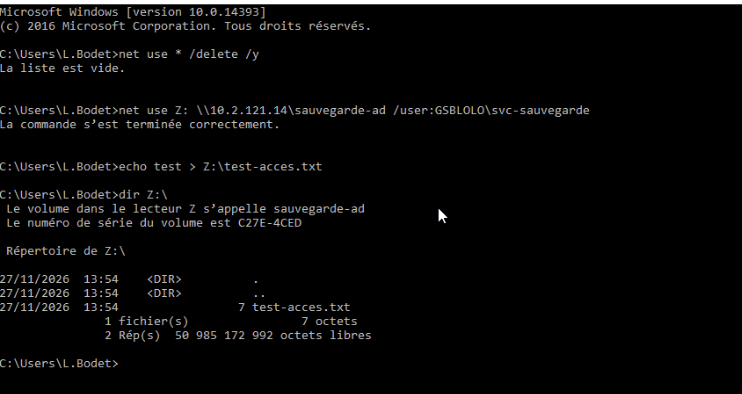 Microsoft Windows [version 10.0.14393]
(c) 2016 Microsoft Corporation. Tous droits réservés.
C:\Users\L.Bodet>net use * /delete /y
La liste est vide.
C:\Users\L.Bodet>net use Z: \\10.2.121.14\sauvegarde-ad /user:GSBLOLO\svc-sauvegarde
La commande s’est terminée correctement.
C:\Users\L.Bodet>echo test > Z:\test-acces.txt
C:\Users\L.Bodet>dir Z:\
Le volume dans le lecteur Z s’appelle sauvegarde-ad
Le numéro de série du volume est C27E-4CED
Répertoire de Z:\
27/11/2026  13:54    <DIR>          .
27/11/2026  13:54    <DIR>          ..
27/11/2026  13:54                 7 test-acces.txt
1 fichier(s)                7 octets
2 Rép(s)  50 985 172 992 octets libres
C:\Users\L.Bodet>